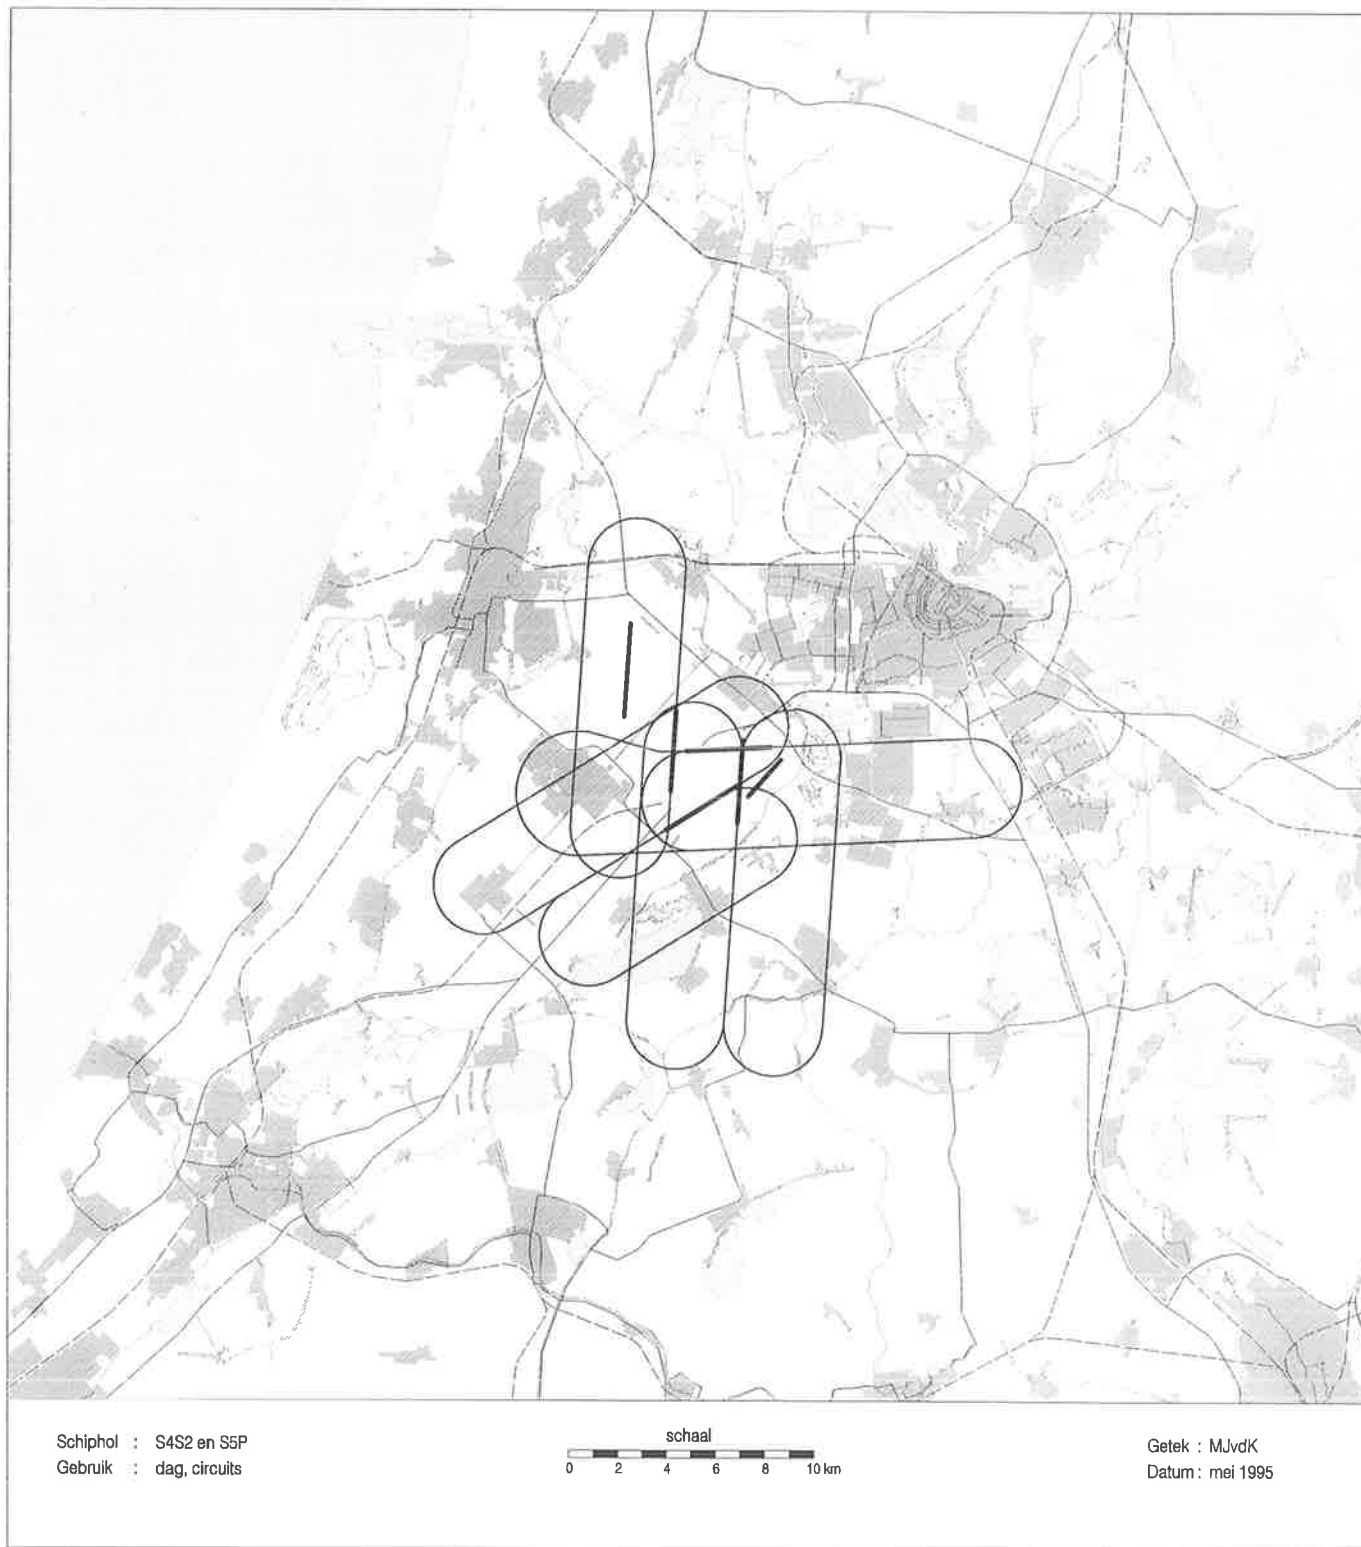 Schiphol : S4S2 en S5P
Gebruik : dag, circuits
schaal
0 2 4 6 8 10 km
Getek : MJvdK
Datum : mei 1995